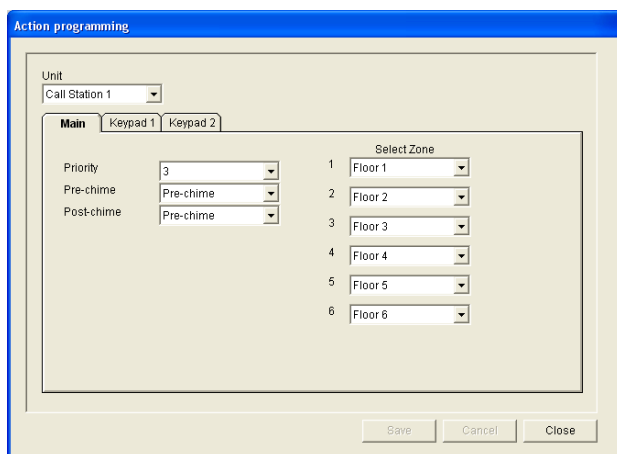 Action programming
Unit
Call Station 1
Main Keypad 1 Keypad 2
Select Zone
Priority 3
Pre-chime Pre-chime
Post-chime Pre-chime
1 Floor 1
2 Floor 2
3 Floor 3
4 Floor 4
5 Floor 5
6 Floor 6
Save Cancel Close